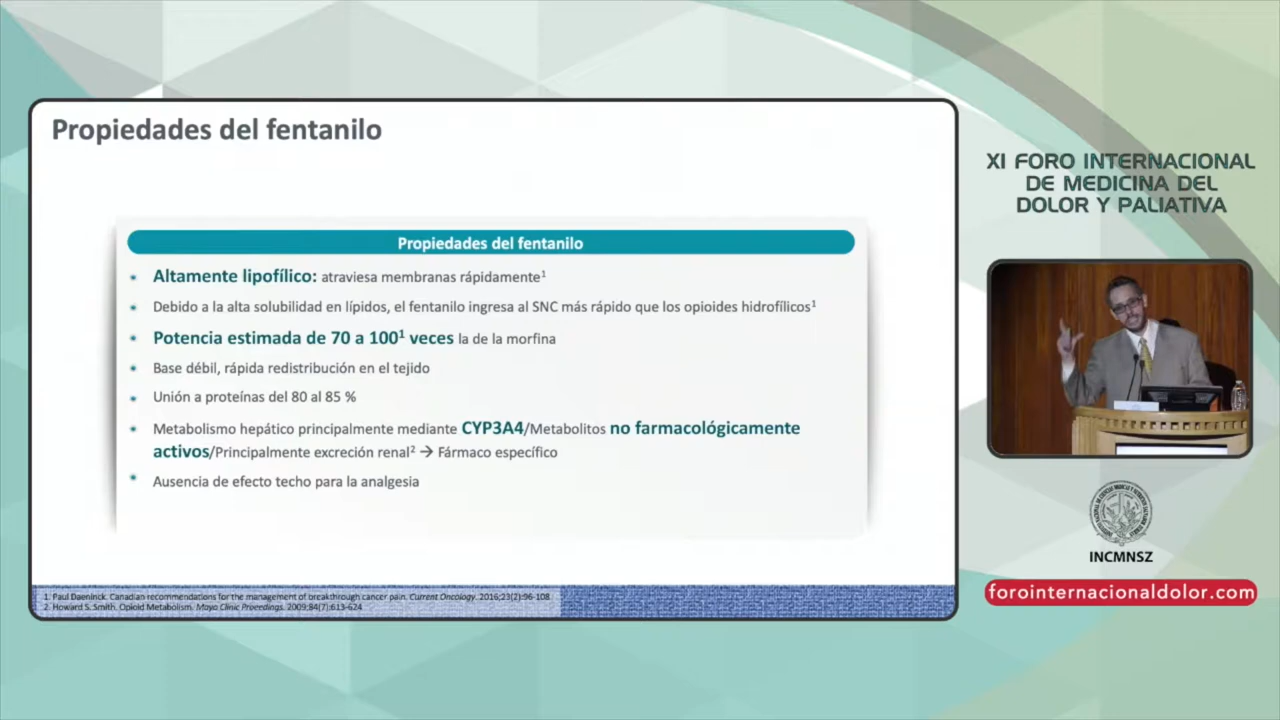 Propiedades del fentanilo
Propiedades del fentanilo
Altamente lipofílico: atraviesa membranas rápidamente¹
Debido a la alta solubilidad en lípidos, el fentanilo ingresa al SNC más rápido que los opioides hidrofílicos¹
Potencia estimada de 70 a 100¹ veces la de la morfina
Base débil, rápida redistribución en el tejido
Unión a proteínas del 80 al 85 %
Metabolismo hepático principalmente mediante CYP3A4/Metabolitos no farmacológicamente
activos/Principalmente excreción renal² → Fármaco específico
Ausencia de efecto techo para la analgesia
1. Paul Daeninck. Canadian recommendations for the management of breakthrough cancer pain. Current Oncology. 2016;23(2):96-108
2. Howard S. Smith. Opioid Metabolism. Mayo Clinic Proceedings. 2009;84(7):613-624
XI FORO INTERNACIONAL
DE MEDICINA DEL
DOLOR Y PALIATIVA
INCMNSZ
forointernacionaldolor.com